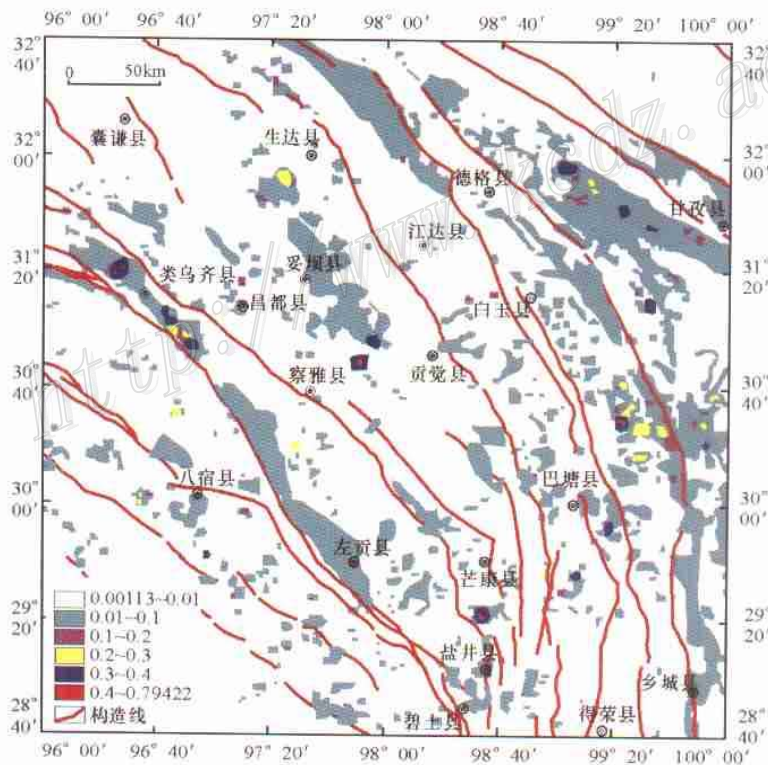 96° 00′ 96° 40′ 97° 20′ 98° 00′ 98° 40′ 99° 20′ 100° 00′
32° 40′
32° 40′
0 50km
囊谦县
生达县
32° 00′
32° 00′
德格县
甘孜县
江达县
31° 20′
31° 20′
类乌齐县
妥坝县
昌都县
白玉县
30° 40′
30° 40′
察雅县
贡觉县
八宿县
巴塘县
30° 00′
30° 00′
左贡县
芒康县
29° 20′
29° 20′
0.00113~0.01
0.01~0.1
0.1~0.2
0.2~0.3
0.3~0.4
0.4~0.79422
构造线
盐井县
乡城县
碧土县
得荣县
28° 40′
28° 40′
96° 00′ 96° 40′ 97° 20′ 98° 00′ 98° 40′ 99° 20′ 100° 00′